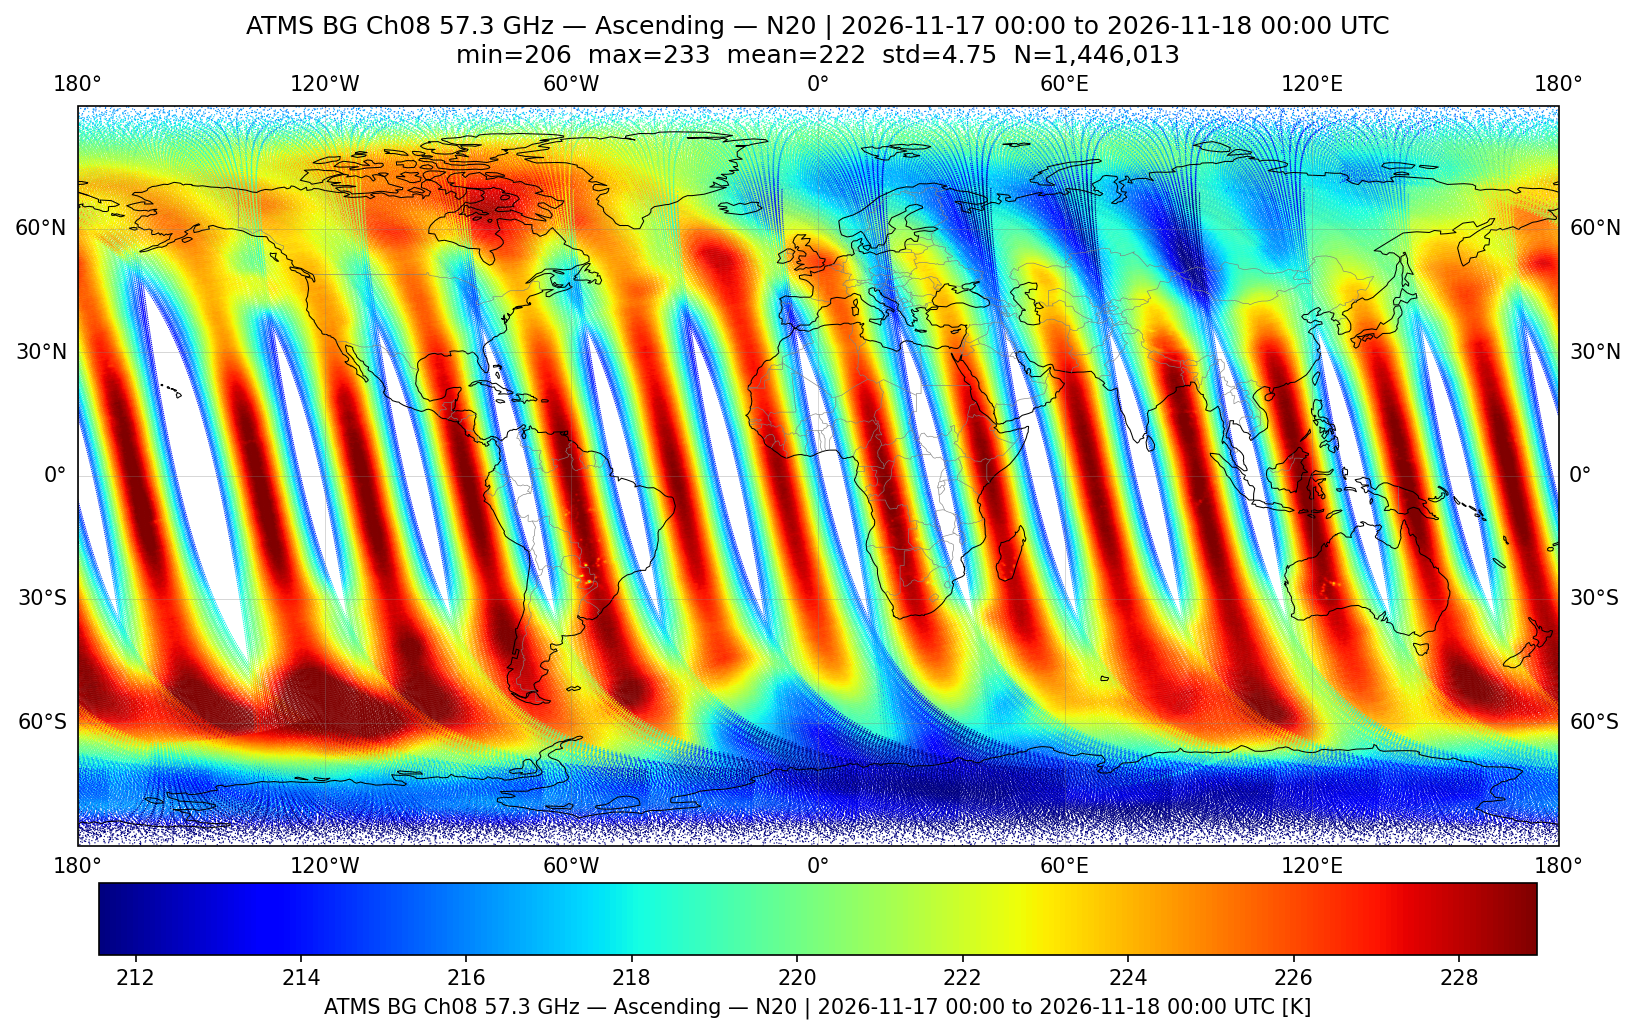 ATMS BG Ch08 57.3 GHz — Ascending — N20 | 2026-11-17 00:00 to 2026-11-18 00:00 UTC
min=206 max=233 mean=222 std=4.75 N=1,446,013
180° 120°W 60°W 0° 60°E 120°E 180°
60°N 60°N
30°N 30°N
0° 0°
30°S 30°S
60°S 60°S
180° 120°W 60°W 0° 60°E 120°E 180°
212 214 216 218 220 222 224 226 228
ATMS BG Ch08 57.3 GHz — Ascending — N20 | 2026-11-17 00:00 to 2026-11-18 00:00 UTC [K]